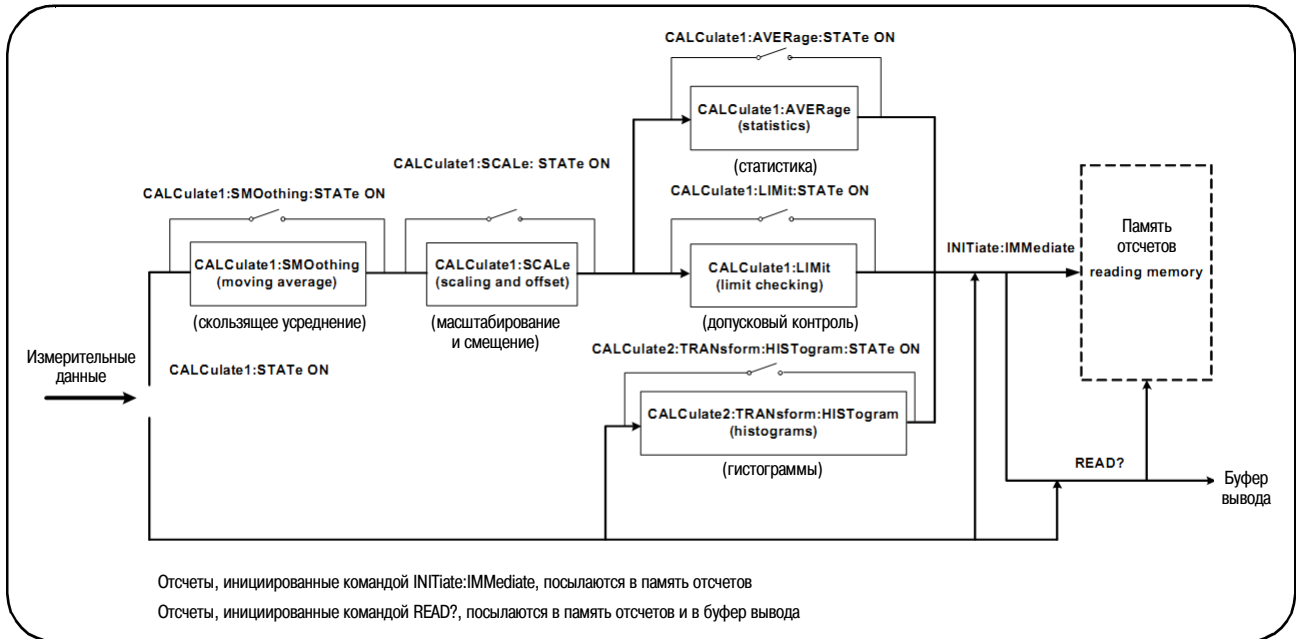 CALCulate1:AVERage:STATe ON
CALCulate1:AVERage
(statistics)
(статистика)
CALCulate1:SCALe: STATe ON
CALCulate1:SMOothing:STATe ON
CALCulate1:LIMit:STATe ON
CALCulate1:SMOothing
(moving average)
(скользящее усреднение)
CALCulate1:SCALe
(scaling and offset)
(масштабирование
и смещение)
CALCulate1:LIMit
(limit checking)
(допусковый контроль)
INITiate:IMMediate
Память
отсчетов
reading memory
Измерительные
данные
CALCulate1:STATe ON
CALCulate2:TRANsform:HISTogram:STATe ON
CALCulate2:TRANsform:HISTogram
(histograms)
(гистограммы)
READ?
Буфер
вывода
Отсчеты, инициированные командой INITiate:IMMediate, посылаются в память отсчетов
Отсчеты, инициированные командой READ?, посылаются в память отсчетов и в буфер вывода